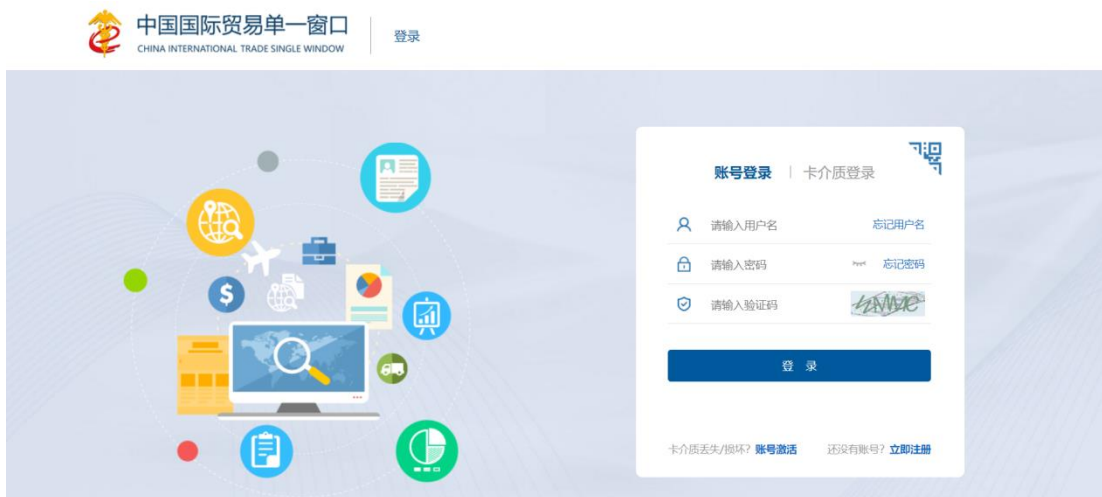 中国国际贸易单一窗口
CHINA INTERNATIONAL TRADE SINGLE WINDOW
登录
账号登录 | 卡介质登录
请输入用户名 忘记用户名
请输入密码 忘记密码
请输入验证码
登 录
卡介质丢失/损坏? 账号激活 还没有账号? 立即注册